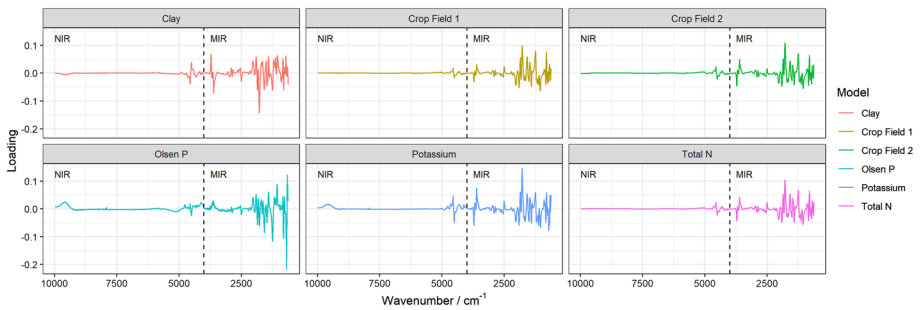 Clay
Crop Field 1
Crop Field 2
NIR
MIR
NIR
MIR
NIR
MIR
0.1
0.0
-0.1
-0.2
Olsen P
Potassium
Total N
NIR
MIR
NIR
MIR
NIR
MIR
0.1
0.0
-0.1
-0.2
10000
7500
5000
2500
10000
7500
5000
2500
10000
7500
5000
2500
Loading
Wavenumber / cm⁻¹
Model
Clay
Crop Field 1
Crop Field 2
Olsen P
Potassium
Total N